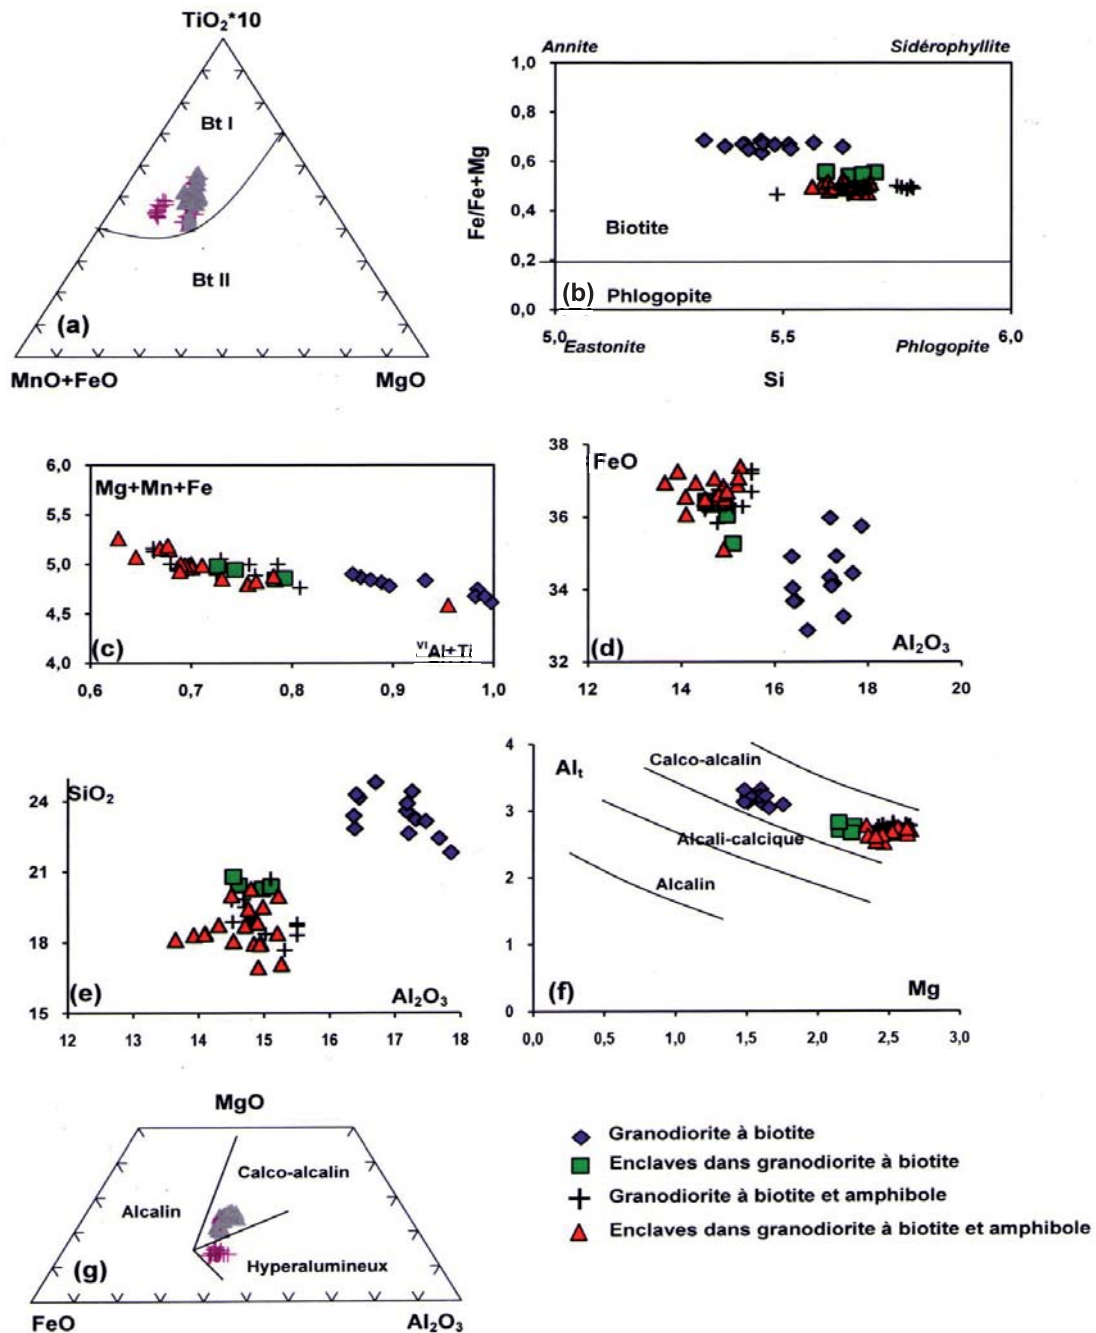 TiO₂*10
Bt I
Bt II
(a)
MnO+FeO MgO
Annite Sidérophyllite
1,0
0,8
0,6
0,4
0,2
0,0
Fe/Fe+Mg
Biotite
(b) Phlogopite
5,0 5,5 6,0
Eastonite Phlogopite
Si
6,0
5,5
5,0
4,5
4,0
Mg+Mn+Fe
(c) ⱽᴵAl+Ti
0,6 0,7 0,8 0,9 1,0
38
36
34
32
FeO
(d) Al₂O₃
12 14 16 18 20
SiO₂
24
21
18
15
(e) Al₂O₃
12 13 14 15 16 17 18
4
3
2
1
0
Alₜ
Calco-alcalin
Alcali-calcique
Alcalin
(f) Mg
0,0 0,5 1,0 1,5 2,0 2,5 3,0
MgO
Calco-alcalin
Alcalin
Hyperalumineux
(g)
FeO Al₂O₃
Granodiorite à biotite
Enclaves dans granodiorite à biotite
Granodiorite à biotite et amphibole
Enclaves dans granodiorite à biotite et amphibole